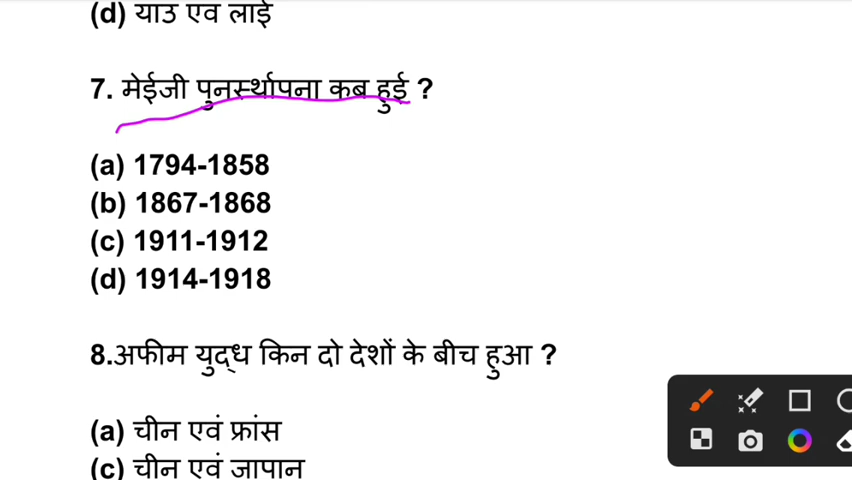 (d) याउ एवं लाई
7. मेईजी पुनर्स्थापना कब हुई ?
(a) 1794-1858
(b) 1867-1868
(c) 1911-1912
(d) 1914-1918
8.अफीम युद्ध किन दो देशों के बीच हुआ ?
(a) चीन एवं फ्रांस
(c) चीन एवं जापान